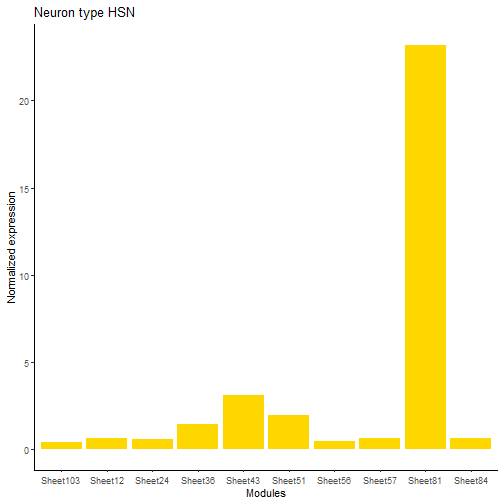 Neuron type HSN
Normalized expression
20
15
10
5
0
Sheet103 Sheet12 Sheet24 Sheet36 Sheet43 Sheet51 Sheet56 Sheet57 Sheet81 Sheet84
Modules